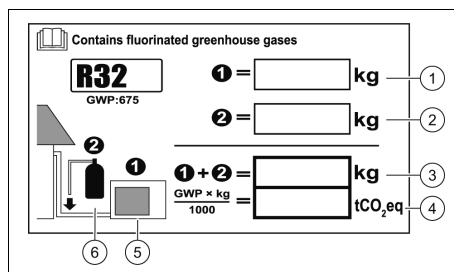 Contains fluorinated greenhouse gases
R32
GWP:675
❶= kg ①
❷= kg ②
❷
❶
❶+❷= kg ③
GWP × kg
1000
= tCO₂eq ④
⑥ ⑤